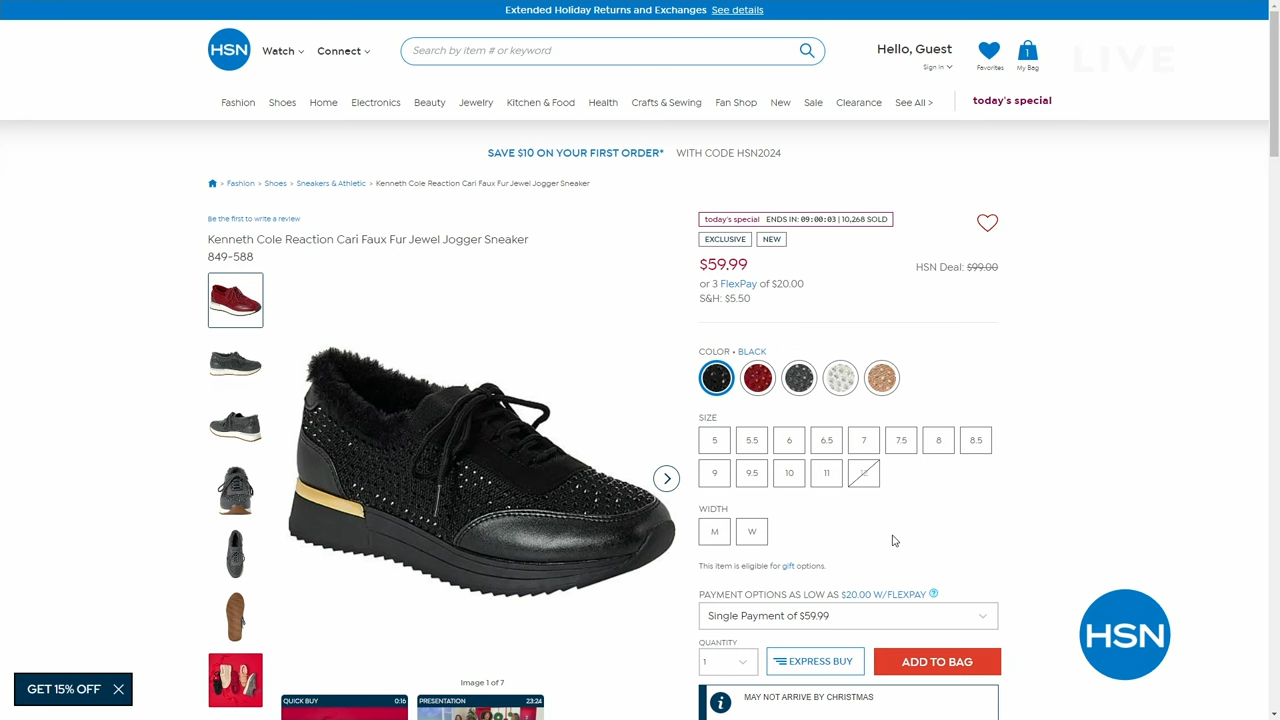 Extended Holiday Returns and Exchanges See details
HSN
Watch
Connect
Search by item # or keyword
Hello, Guest
Sign In
Favorites
1
My Bag
LIVE
Fashion Shoes Home Electronics Beauty Jewelry Kitchen & Food Health Crafts & Sewing Fan Shop New Sale Clearance See All > today's special
SAVE $10 ON YOUR FIRST ORDER* WITH CODE HSN2024
> Fashion > Shoes > Sneakers & Athletic > Kenneth Cole Reaction Cari Faux Fur Jewel Jogger Sneaker
Be the first to write a review
Kenneth Cole Reaction Cari Faux Fur Jewel Jogger Sneaker
849-588
today's special ENDS IN: 09:00:03 | 10,268 SOLD
EXCLUSIVE NEW
$59.99
HSN Deal: $99.00
or 3 FlexPay of $20.00
S&H: $5.50
COLOR • BLACK
SIZE
5 5.5 6 6.5 7 7.5 8 8.5
9 9.5 10 11 12
WIDTH
M W
This item is eligible for gift options.
PAYMENT OPTIONS AS LOW AS $20.00 W/FLEXPAY ?
Single Payment of $59.99
QUANTITY
1
EXPRESS BUY
ADD TO BAG
MAY NOT ARRIVE BY CHRISTMAS
Image 1 of 7
QUICK BUY 0:16
PRESENTATION 23:24
GET 15% OFF
HSN